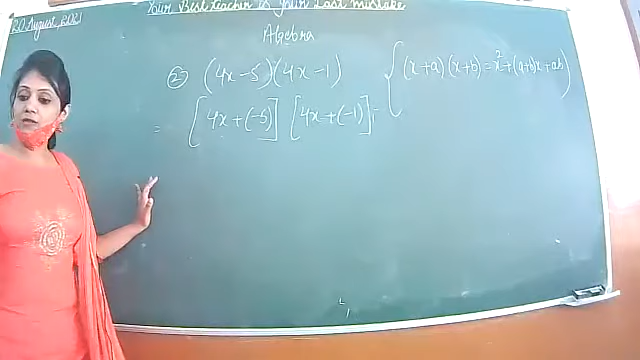 Your Best teacher is your Last mistake
20 August, 2021
Algebra
② (4x-5)(4x-1) { (x+a)(x+b) = x²+(a+b)x+ab )
= [4x+(-5)] [4x+(-1)] =